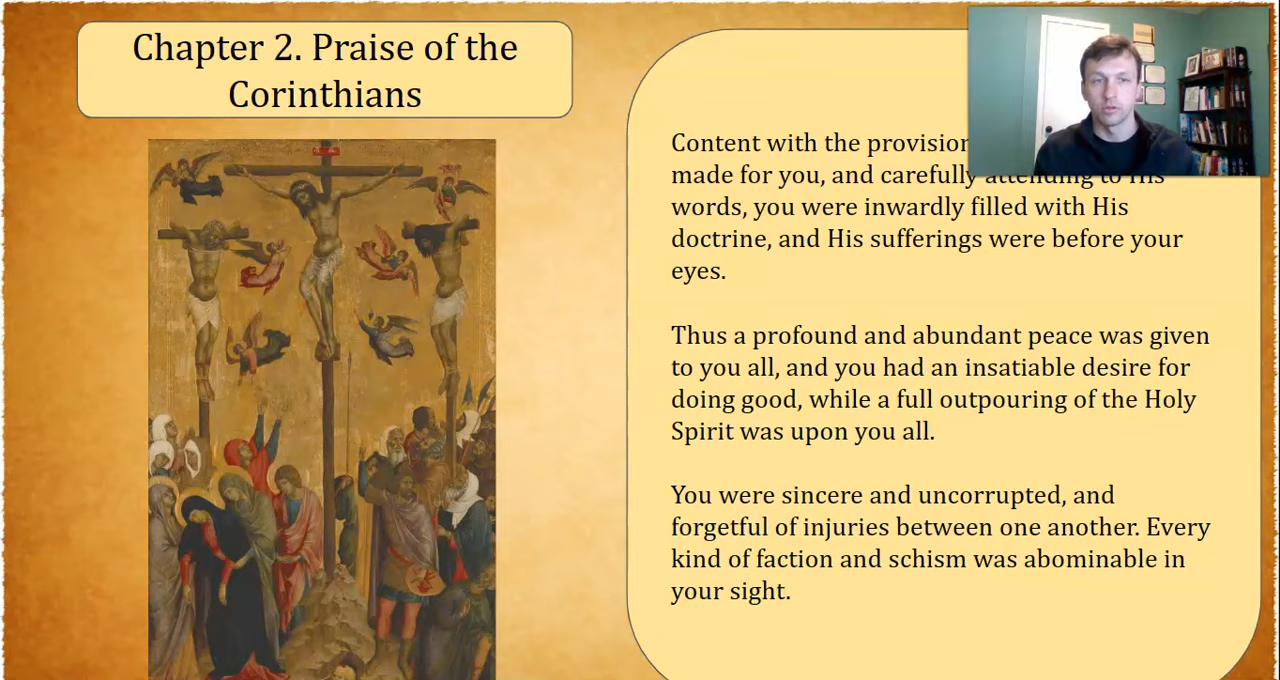 Chapter 2. Praise of the
Corinthians
Content with the provision
made for you, and carefully attending to His
words, you were inwardly filled with His
doctrine, and His sufferings were before your
eyes.
Thus a profound and abundant peace was given
to you all, and you had an insatiable desire for
doing good, while a full outpouring of the Holy
Spirit was upon you all.
You were sincere and uncorrupted, and
forgetful of injuries between one another. Every
kind of faction and schism was abominable in
your sight.